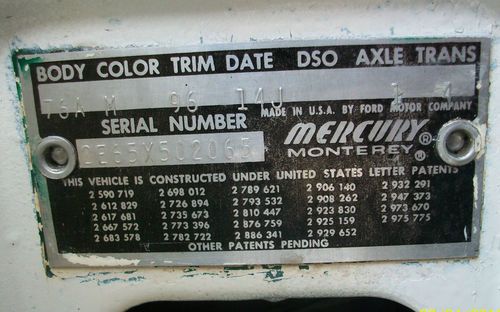 BODY COLOR TRIM DATE DSO AXLE TRANS
76A M 96 14J 1 4
MADE IN U.S.A. BY FORD MOTOR COMPANY
SERIAL NUMBER MERCURY ®
2E65X502065 MONTEREY ®
THIS VEHICLE IS CONSTRUCTED UNDER UNITED STATES LETTER PATENTS
2 590 719 2 698 012 2 789 621 2 906 140 2 932 291
2 612 829 2 726 894 2 793 532 2 908 262 2 947 373
2 617 681 2 735 673 2 810 447 2 923 830 2 973 670
2 667 572 2 773 396 2 876 759 2 925 159 2 975 775
2 683 578 2 782 722 2 886 341 2 929 652
OTHER PATENTS PENDING